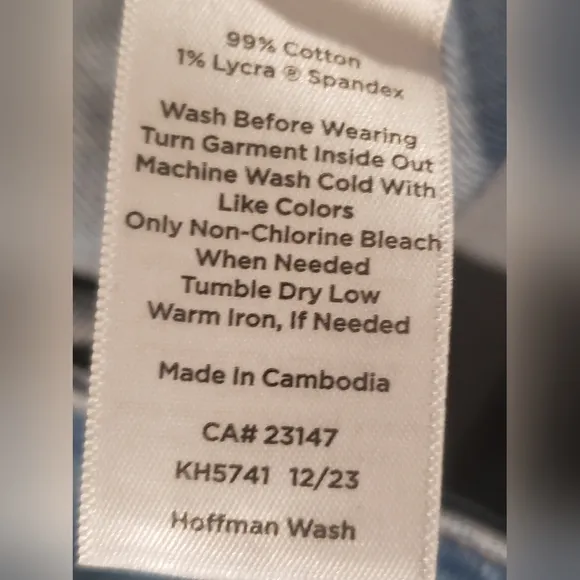 99% Cotton
1% Lycra ® Spandex
Wash Before Wearing
Turn Garment Inside Out
Machine Wash Cold With
Like Colors
Only Non-Chlorine Bleach
When Needed
Tumble Dry Low
Warm Iron, If Needed
Made In Cambodia
CA# 23147
KH5741 12/23
Hoffman Wash